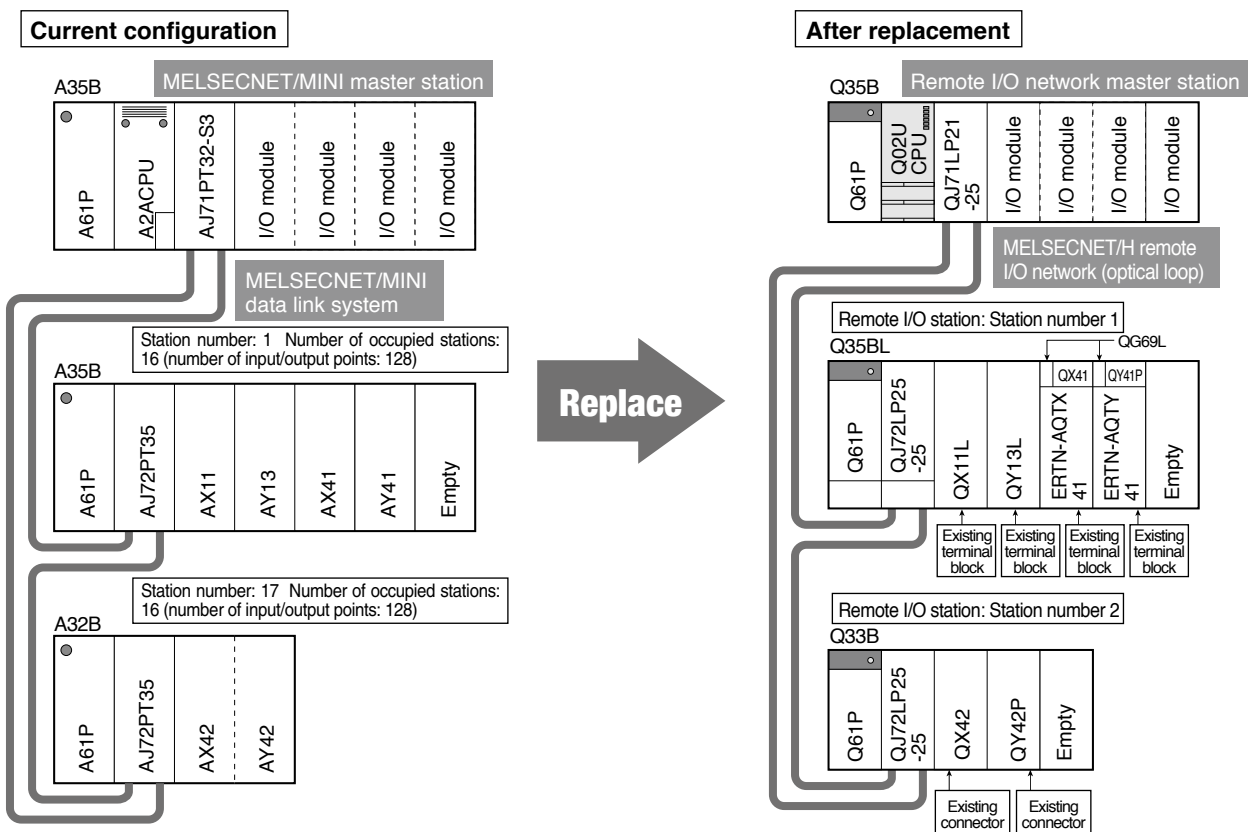 Current configuration
MELSECNET/MINI master station
A35B
A61P
A2ACPU
AJ71PT32-S3
I/O module
I/O module
I/O module
I/O module
MELSECNET/MINI
data link system
Station number: 1 Number of occupied stations:
16 (number of input/output points: 128)
A35B
A61P
AJ72PT35
AX11
AY13
AX41
AY41
Empty
Station number: 17 Number of occupied stations:
16 (number of input/output points: 128)
A32B
A61P
AJ72PT35
AX42
AY42
Replace
After replacement
Remote I/O network master station
Q35B
Q61P
Q02U
CPU
QJ71LP21
-25
I/O module
I/O module
I/O module
I/O module
MELSECNET/H remote
I/O network (optical loop)
Remote I/O station: Station number 1
Q35BL
QG69L
Q61P
QJ72LP25
-25
QX11L
QY13L
QX41
ERTN-AQTX
41
QY41P
ERTN-AQTY
41
Empty
Existing
terminal
block
Existing
terminal
block
Existing
terminal
block
Existing
terminal
block
Remote I/O station: Station number 2
Q33B
Q61P
QJ72LP25
-25
QX42
QY42P
Empty
Existing
connector
Existing
connector